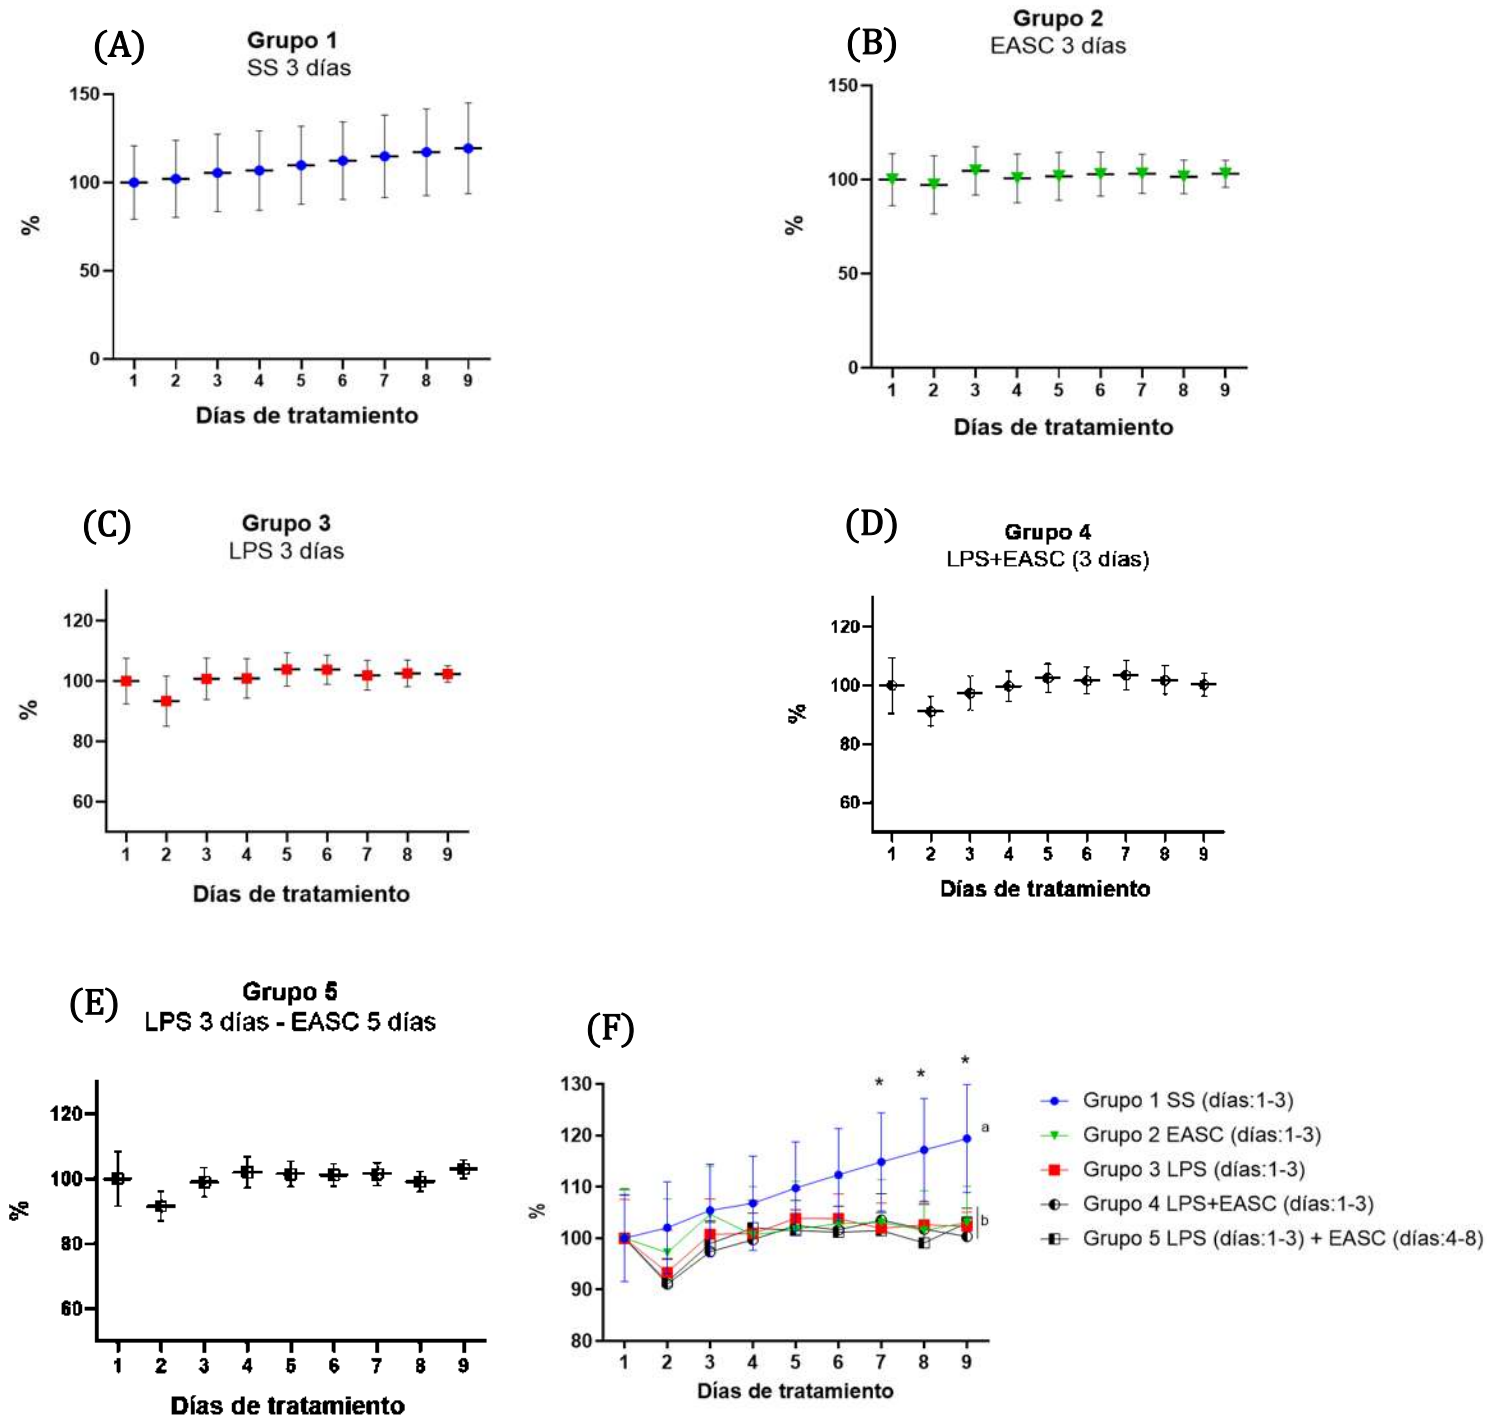 (A)
Grupo 1
SS 3 días
150
100
50
0
%
1 2 3 4 5 6 7 8 9
Días de tratamiento
(B)
Grupo 2
EASC 3 días
150
100
50
0
%
1 2 3 4 5 6 7 8 9
Días de tratamiento
(C)
Grupo 3
LPS 3 días
120
100
80
60
%
1 2 3 4 5 6 7 8 9
Días de tratamiento
(D)
Grupo 4
LPS+EASC (3 días)
120
100
80
60
%
1 2 3 4 5 6 7 8 9
Días de tratamiento
(E)
Grupo 5
LPS 3 días - EASC 5 días
120
100
80
60
%
1 2 3 4 5 6 7 8 9
Días de tratamiento
(F)
130
120
110
100
90
80
%
* * *
a
b
1 2 3 4 5 6 7 8 9
Días de tratamiento
Grupo 1 SS (días:1-3)
Grupo 2 EASC (días:1-3)
Grupo 3 LPS (días:1-3)
Grupo 4 LPS+EASC (días:1-3)
Grupo 5 LPS (días:1-3) + EASC (días:4-8)